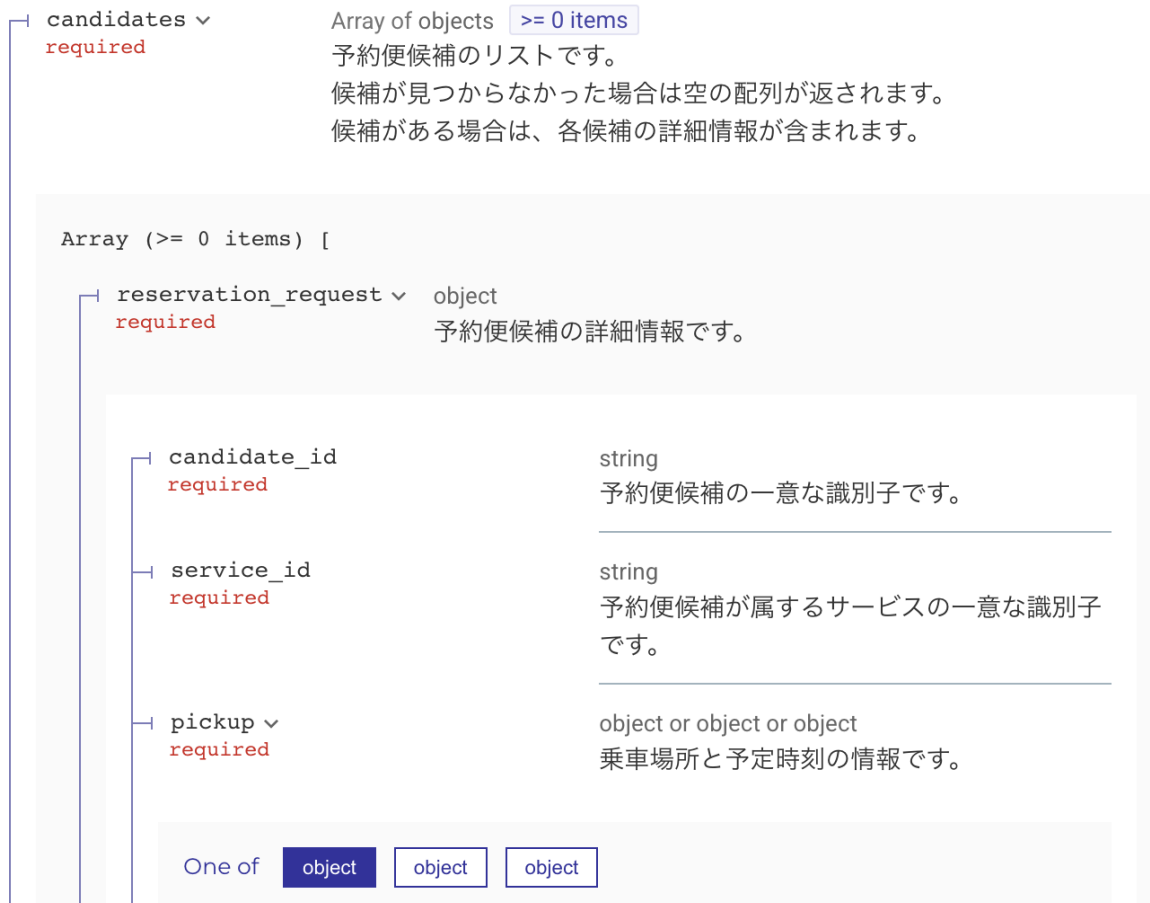 candidates
required
Array of objects >= 0 items
予約便候補のリストです。
候補が見つからなかった場合は空の配列が返されます。
候補がある場合は、各候補の詳細情報が含まれます。
Array (>= 0 items) [
reservation_request
required
object
予約便候補の詳細情報です。
candidate_id
required
string
予約便候補の一意な識別子です。
service_id
required
string
予約便候補が属するサービスの一意な識別子
です。
pickup
required
object or object or object
乗車場所と予定時刻の情報です。
One of object object object